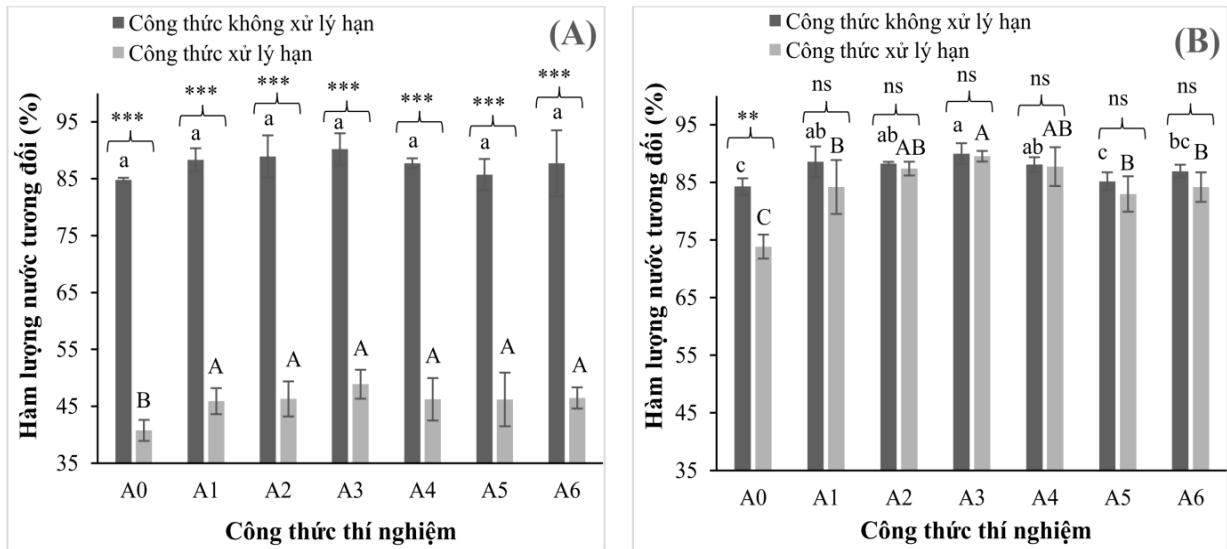 Công thức không xử lý hạn
Công thức xử lý hạn
(A)
Hàm lượng nước tương đối (%)
95
85
75
65
55
45
35
*** *** *** *** *** *** ***
a a a a a a a
B A A A A A A
A0 A1 A2 A3 A4 A5 A6
Công thức thí nghiệm
Công thức không xử lý hạn
Công thức xử lý hạn
(B)
Hàm lượng nước tương đối (%)
95
85
75
65
55
45
35
** ns ns ns ns ns ns
c ab ab a ab c bc
C B AB A AB B B
A0 A1 A2 A3 A4 A5 A6
Công thức thí nghiệm